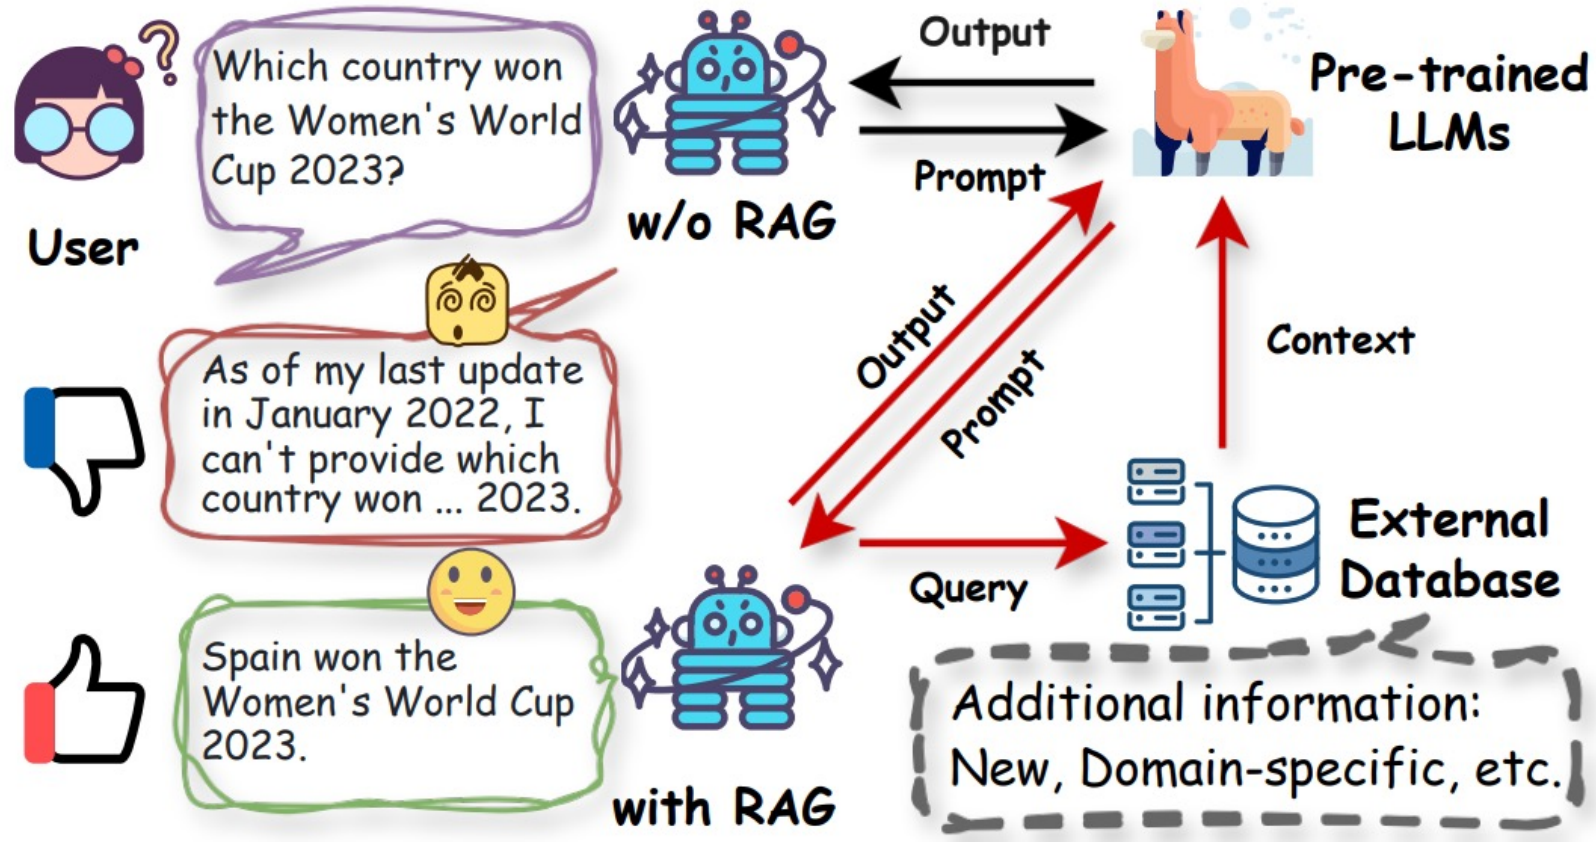 Which country won
the Women's World
Cup 2023?
User
w/o RAG
Output
Prompt
Pre-trained
LLMs
As of my last update
in January 2022, I
can't provide which
country won ... 2023.
Output
Prompt
Context
Query
External
Database
Spain won the
Women's World Cup
2023.
with RAG
Additional information:
New, Domain-specific, etc.